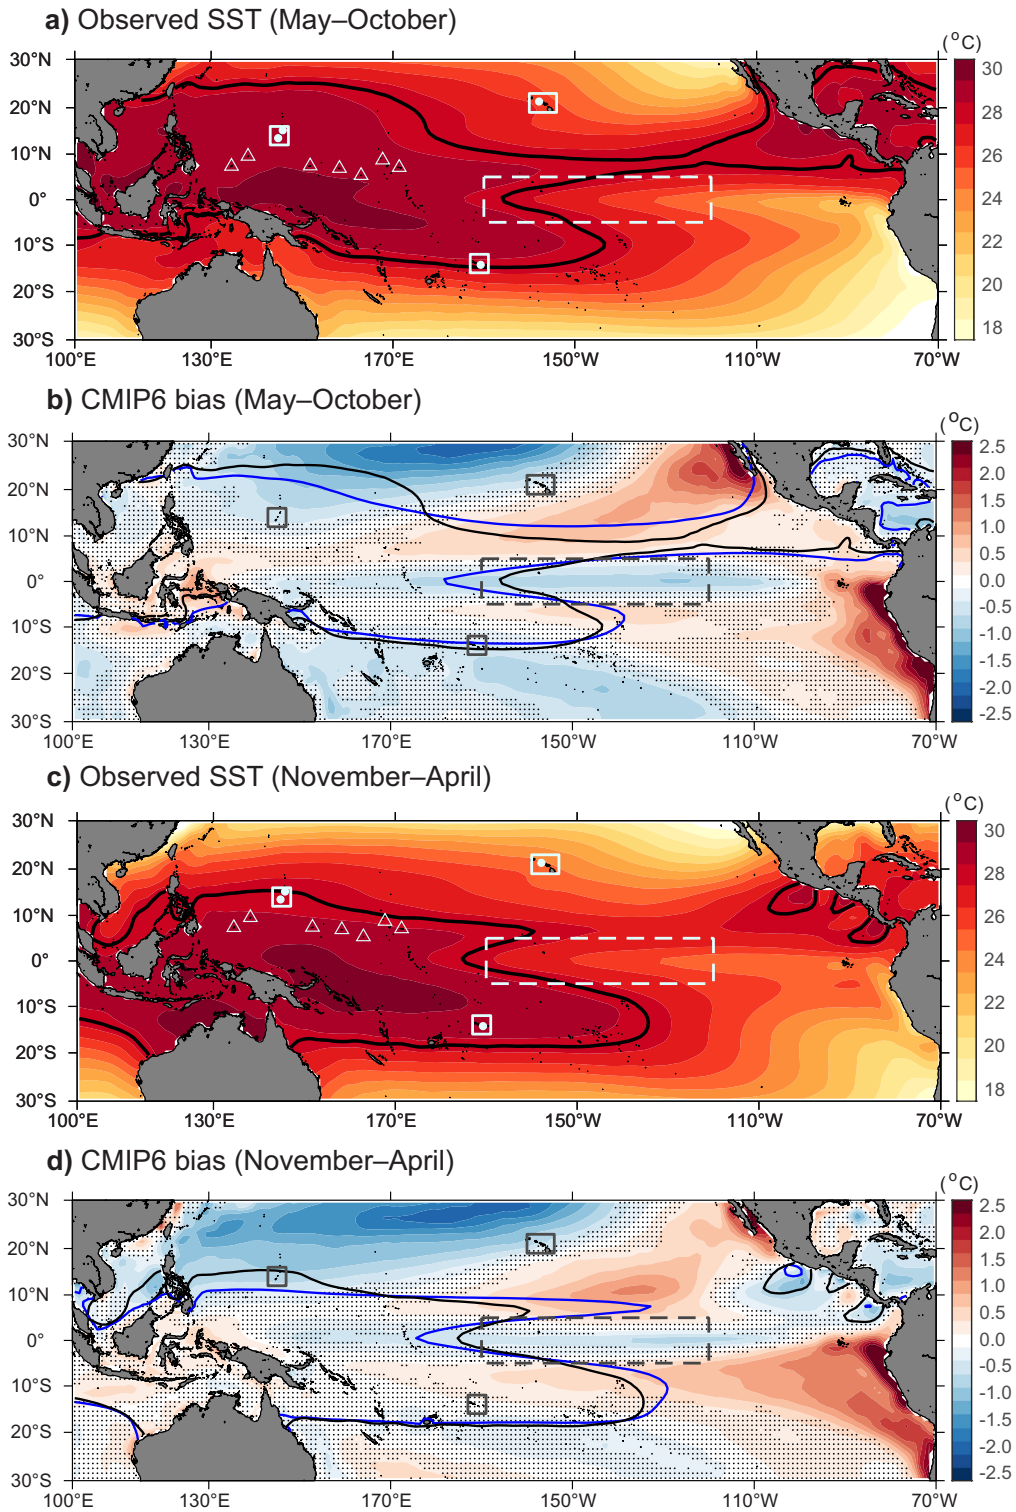 a) Observed SST (May–October)
(°C)
30°N
20°N
10°N
0°
10°S
20°S
30°S
100°E 130°E 170°E 150°W 110°W 70°W
30
28
26
24
22
20
18
b) CMIP6 bias (May–October)
(°C)
30°N
20°N
10°N
0°
10°S
20°S
30°S
100°E 130°E 170°E 150°W 110°W 70°W
2.5
2.0
1.5
1.0
0.5
0.0
-0.5
-1.0
-1.5
-2.0
-2.5
c) Observed SST (November–April)
(°C)
30°N
20°N
10°N
0°
10°S
20°S
30°S
100°E 130°E 170°E 150°W 110°W 70°W
30
28
26
24
22
20
18
d) CMIP6 bias (November–April)
(°C)
30°N
20°N
10°N
0°
10°S
20°S
30°S
100°E 130°E 170°E 150°W 110°W 70°W
2.5
2.0
1.5
1.0
0.5
0.0
-0.5
-1.0
-1.5
-2.0
-2.5